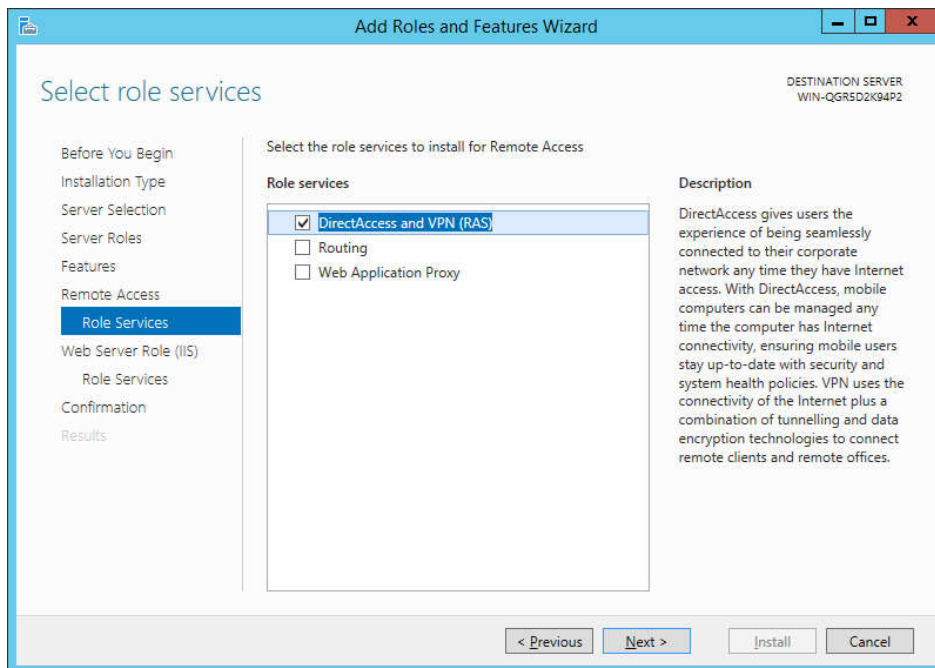 Add Roles and Features Wizard
Select role services
DESTINATION SERVER
WIN-QGR5D2K94P2
Before You Begin
Installation Type
Server Selection
Server Roles
Features
Remote Access
Role Services
Web Server Role (IIS)
Role Services
Confirmation
Results
Select the role services to install for Remote Access
Role services
DirectAccess and VPN (RAS)
Routing
Web Application Proxy
Description
DirectAccess gives users the
experience of being seamlessly
connected to their corporate
network any time they have Internet
access. With DirectAccess, mobile
computers can be managed any
time the computer has Internet
connectivity, ensuring mobile users
stay up-to-date with security and
system health policies. VPN uses the
connectivity of the Internet plus a
combination of tunnelling and data
encryption technologies to connect
remote clients and remote offices.
< Previous
Next >
Install
Cancel